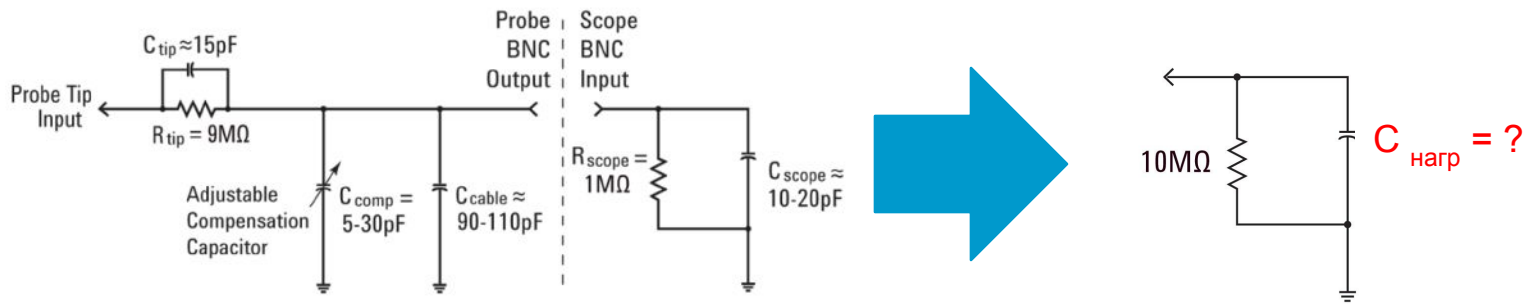 C tip ≈15pF
Probe Tip
Input
R tip = 9MΩ
Adjustable
Compensation
Capacitor
C comp =
5-30pF
C cable ≈
90-110pF
Probe
BNC
Output
Scope
BNC
Input
R scope =
1MΩ
C scope ≈
10-20pF
10MΩ
C нагр = ?